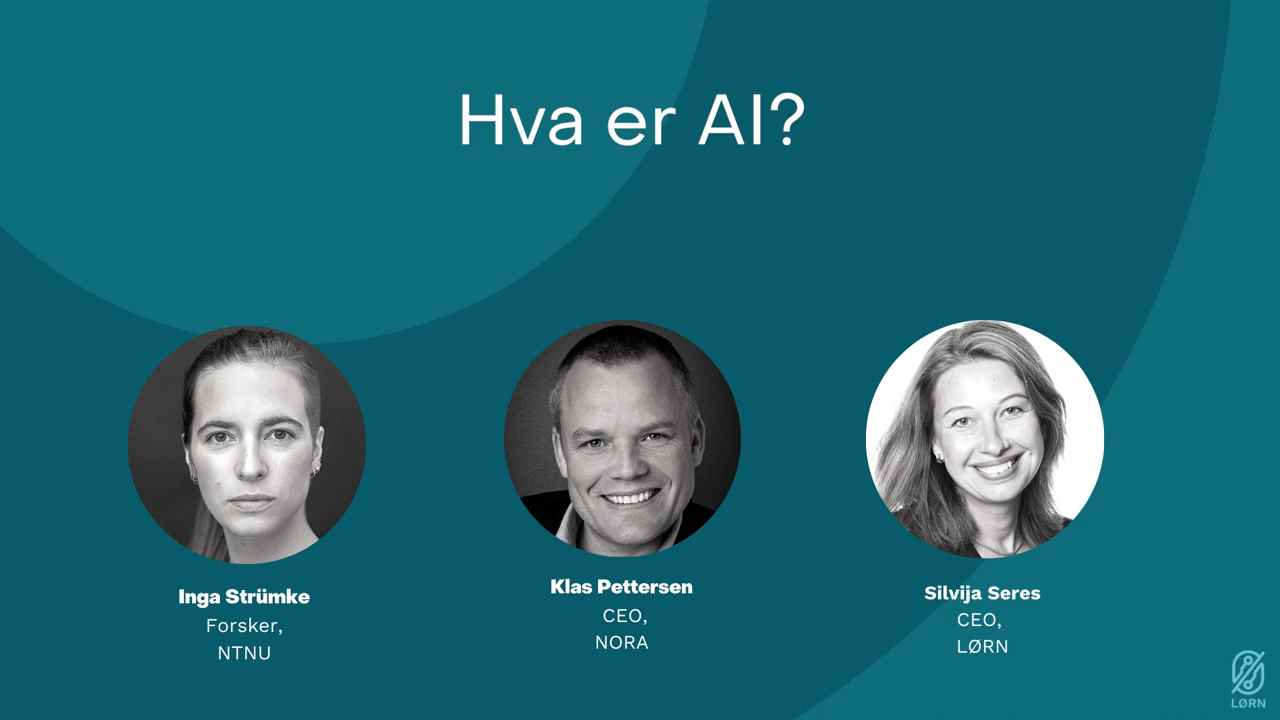 Hva er AI?
Inga Strümke
Forsker,
NTNU
Klas Pettersen
CEO,
NORA
Silvija Seres
CEO,
LØRN
LØRN